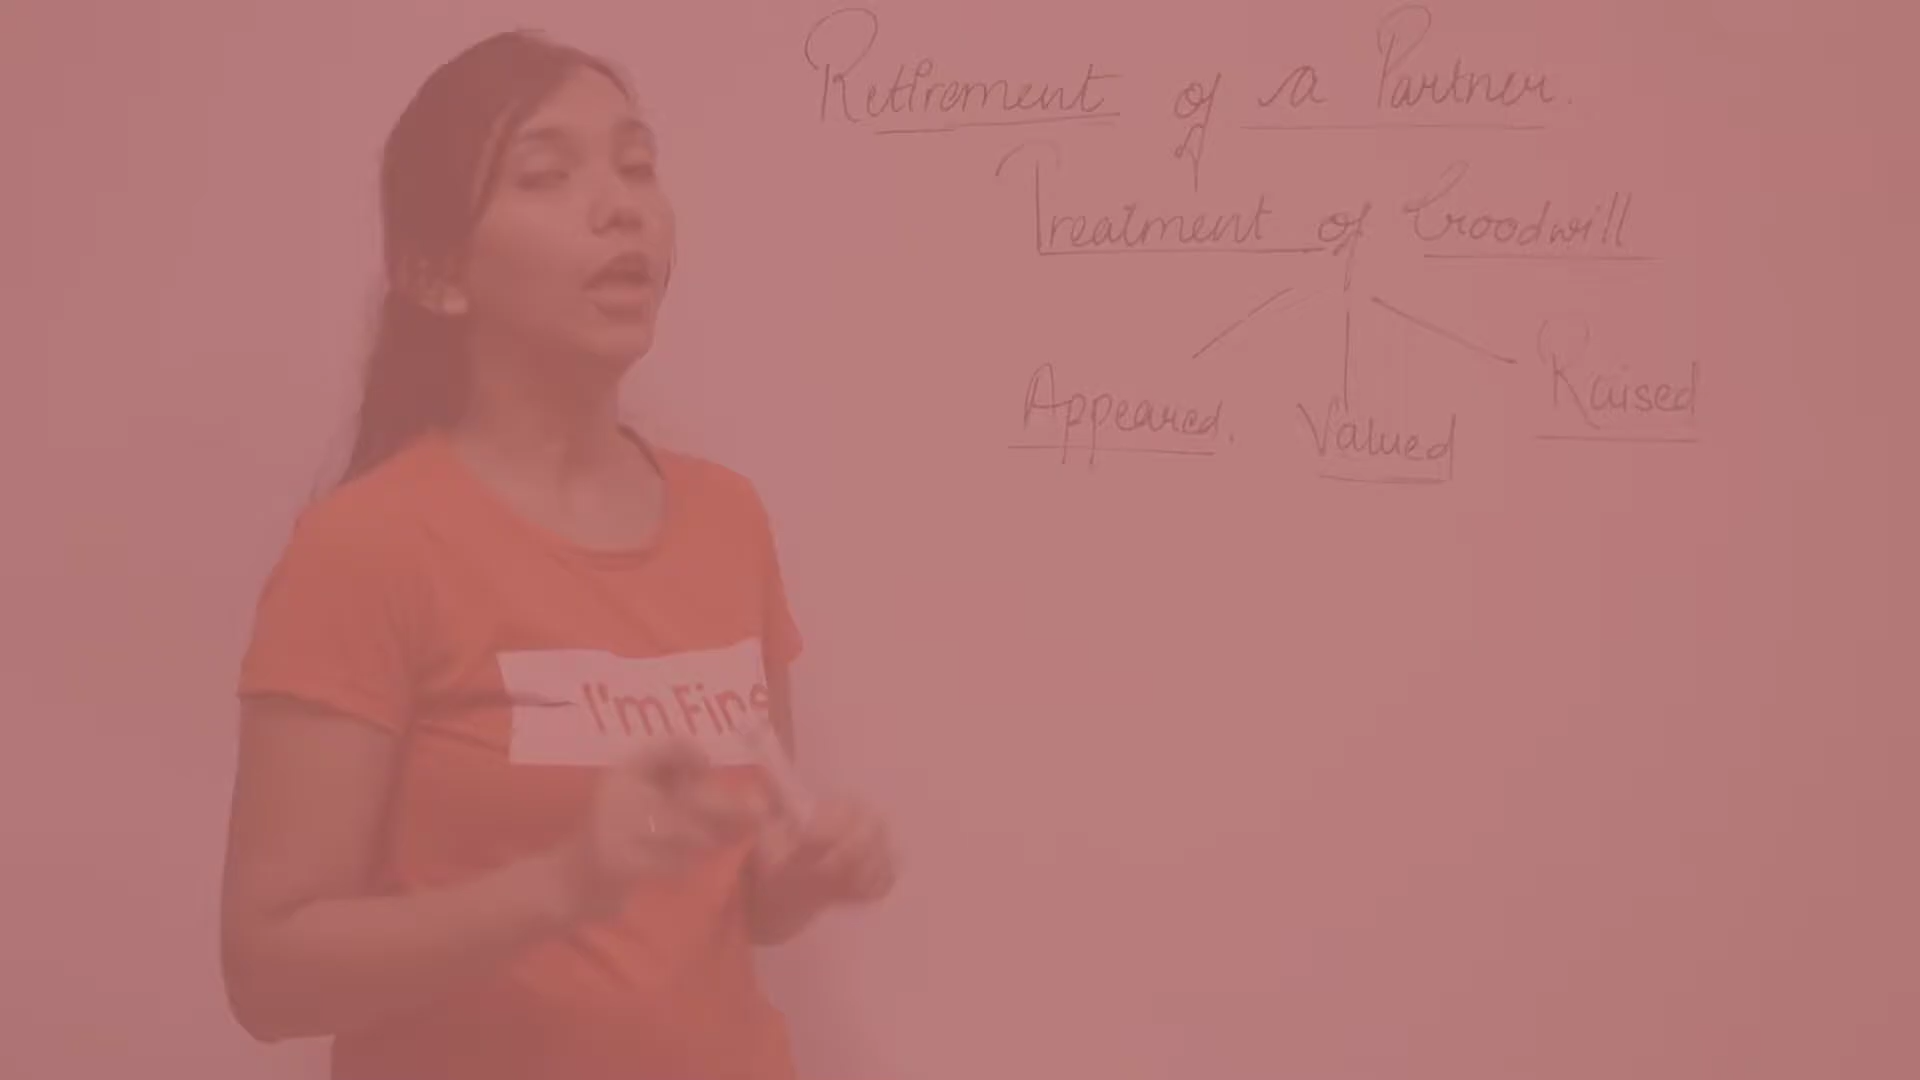 Retirement of a Partner.
Treatment of Goodwill
Appeared. Valued Raised
I'm Fine